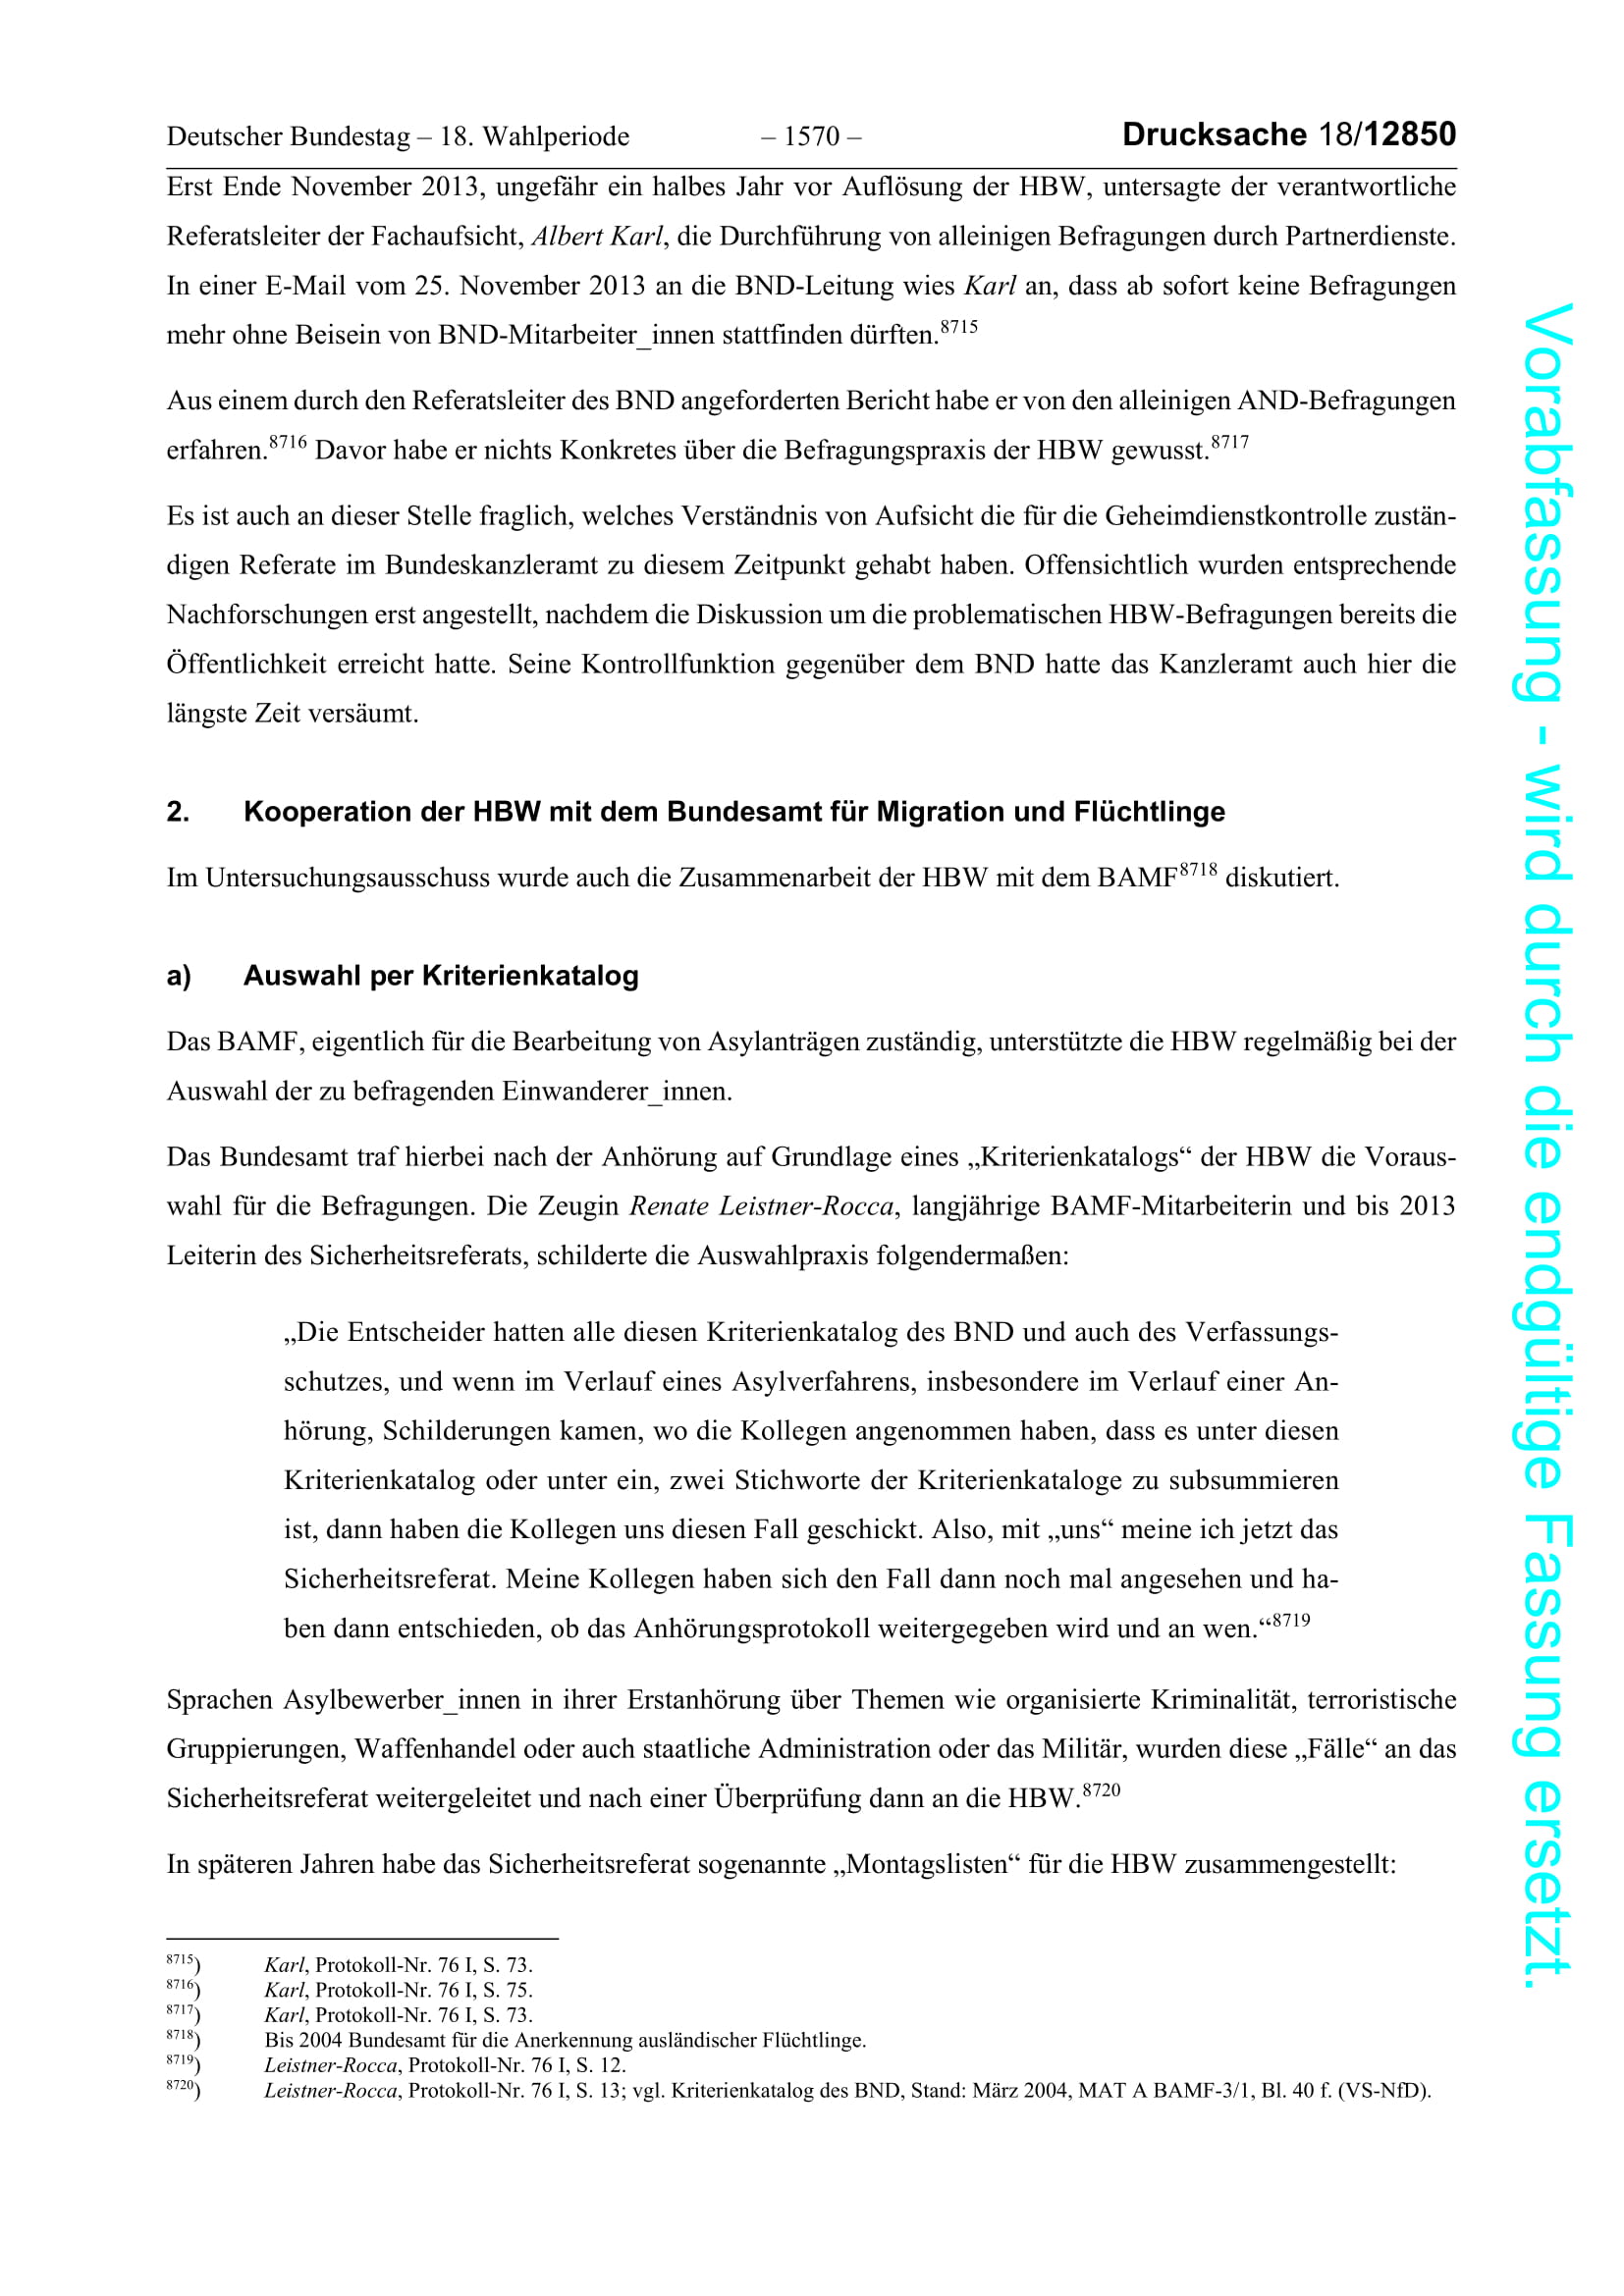 Deutscher Bundestag – 18. Wahlperiode – 1570 – Drucksache 18/12850
Erst Ende November 2013, ungefähr ein halbes Jahr vor Auflösung der HBW, untersagte der verantwortliche
Referatsleiter der Fachaufsicht, Albert Karl, die Durchführung von alleinigen Befragungen durch Partnerdienste.
In einer E-Mail vom 25. November 2013 an die BND-Leitung wies Karl an, dass ab sofort keine Befragungen
mehr ohne Beisein von BND-Mitarbeiter_innen stattfinden dürften.8715
Aus einem durch den Referatsleiter des BND angeforderten Bericht habe er von den alleinigen AND-Befragungen
erfahren.8716 Davor habe er nichts Konkretes über die Befragungspraxis der HBW gewusst.8717
Es ist auch an dieser Stelle fraglich, welches Verständnis von Aufsicht die für die Geheimdienstkontrolle zustän-
digen Referate im Bundeskanzleramt zu diesem Zeitpunkt gehabt haben. Offensichtlich wurden entsprechende
Nachforschungen erst angestellt, nachdem die Diskussion um die problematischen HBW-Befragungen bereits die
Öffentlichkeit erreicht hatte. Seine Kontrollfunktion gegenüber dem BND hatte das Kanzleramt auch hier die
längste Zeit versäumt.
2. Kooperation der HBW mit dem Bundesamt für Migration und Flüchtlinge
Im Untersuchungsausschuss wurde auch die Zusammenarbeit der HBW mit dem BAMF8718 diskutiert.
a) Auswahl per Kriterienkatalog
Das BAMF, eigentlich für die Bearbeitung von Asylanträgen zuständig, unterstützte die HBW regelmäßig bei der
Auswahl der zu befragenden Einwanderer_innen.
Das Bundesamt traf hierbei nach der Anhörung auf Grundlage eines „Kriterienkatalogs“ der HBW die Voraus-
wahl für die Befragungen. Die Zeugin Renate Leistner-Rocca, langjährige BAMF-Mitarbeiterin und bis 2013
Leiterin des Sicherheitsreferats, schilderte die Auswahlpraxis folgendermaßen:
„Die Entscheider hatten alle diesen Kriterienkatalog des BND und auch des Verfassungs-
schutzes, und wenn im Verlauf eines Asylverfahrens, insbesondere im Verlauf einer An-
hörung, Schilderungen kamen, wo die Kollegen angenommen haben, dass es unter diesen
Kriterienkatalog oder unter ein, zwei Stichworte der Kriterienkataloge zu subsummieren
ist, dann haben die Kollegen uns diesen Fall geschickt. Also, mit „uns“ meine ich jetzt das
Sicherheitsreferat. Meine Kollegen haben sich den Fall dann noch mal angesehen und ha-
ben dann entschieden, ob das Anhörungsprotokoll weitergegeben wird und an wen.“8719
Sprachen Asylbewerber_innen in ihrer Erstanhörung über Themen wie organisierte Kriminalität, terroristische
Gruppierungen, Waffenhandel oder auch staatliche Administration oder das Militär, wurden diese „Fälle“ an das
Sicherheitsreferat weitergeleitet und nach einer Überprüfung dann an die HBW.8720
In späteren Jahren habe das Sicherheitsreferat sogenannte „Montagslisten“ für die HBW zusammengestellt:
8715) Karl, Protokoll-Nr. 76 I, S. 73.
8716) Karl, Protokoll-Nr. 76 I, S. 75.
8717) Karl, Protokoll-Nr. 76 I, S. 73.
8718) Bis 2004 Bundesamt für die Anerkennung ausländischer Flüchtlinge.
8719) Leistner-Rocca, Protokoll-Nr. 76 I, S. 12.
8720) Leistner-Rocca, Protokoll-Nr. 76 I, S. 13; vgl. Kriterienkatalog des BND, Stand: März 2004, MAT A BAMF-3/1, Bl. 40 f. (VS-NfD).
Vorabfassung - wird durch die endgültige Fassung ersetzt.